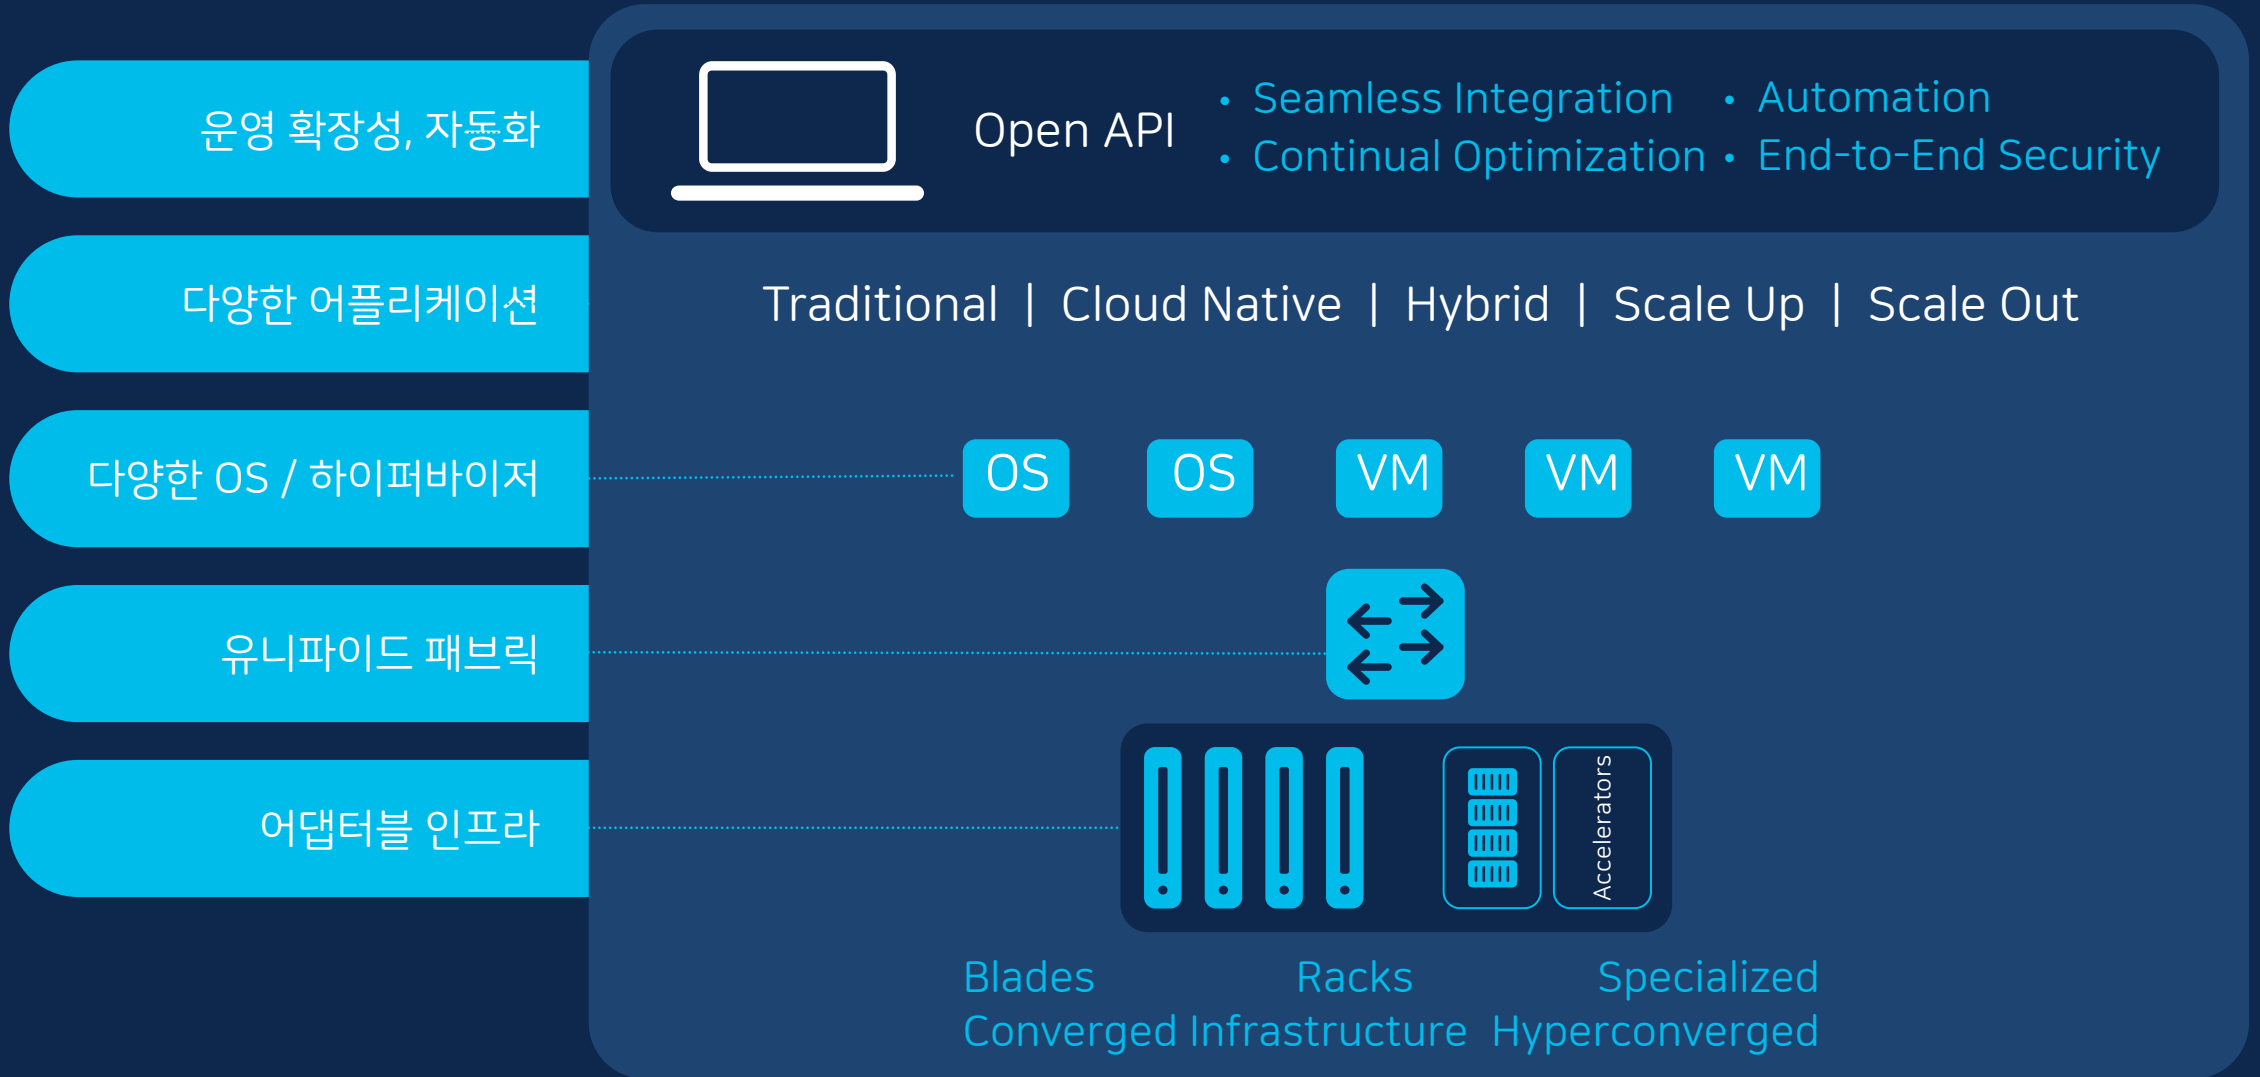 운영 확장성, 자동화
Open API
• Seamless Integration
• Continual Optimization
• Automation
• End-to-End Security
다양한 어플리케이션
Traditional | Cloud Native | Hybrid | Scale Up | Scale Out
다양한 OS / 하이퍼바이저
OS OS VM VM VM
유니파이드 패브릭
어댑터블 인프라
Accelerators
Blades Racks Specialized
Converged Infrastructure Hyperconverged